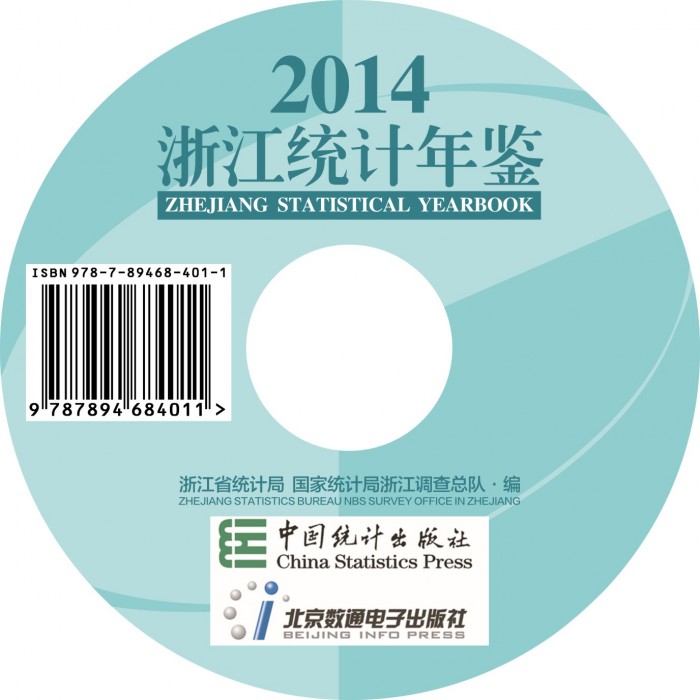 2014
浙江统计年鉴
ZHEJIANG STATISTICAL YEARBOOK
ISBN 978-7-89468-401-1
9 787894 684011 >
浙江省统计局 国家统计局浙江调查总队·编
ZHEJIANG STATISTICS BUREAU NBS SURVEY OFFICE IN ZHEJIANG
中国统计出版社
China Statistics Press
北京数通电子出版社
BEIJING INFO PRESS